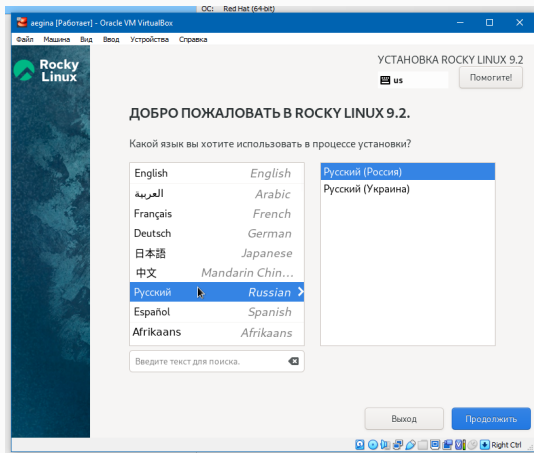 ОС: Red Hat (64-bit)
aegina [Работает] - Oracle VM VirtualBox
Файл Машина Вид Ввод Устройства Справка
Rocky
Linux
УСТАНОВКА ROCKY LINUX 9.2
us
Помогите!
ДОБРО ПОЖАЛОВАТЬ В ROCKY LINUX 9.2.
Какой язык вы хотите использовать в процессе установки?
English English
العربية Arabic
Français French
Deutsch German
日本語 Japanese
中文 Mandarin Chin...
Русский Russian
Español Spanish
Afrikaans Afrikaans
Русский (Россия)
Русский (Украина)
Введите текст для поиска.
Выход
Продолжить
Right Ctrl